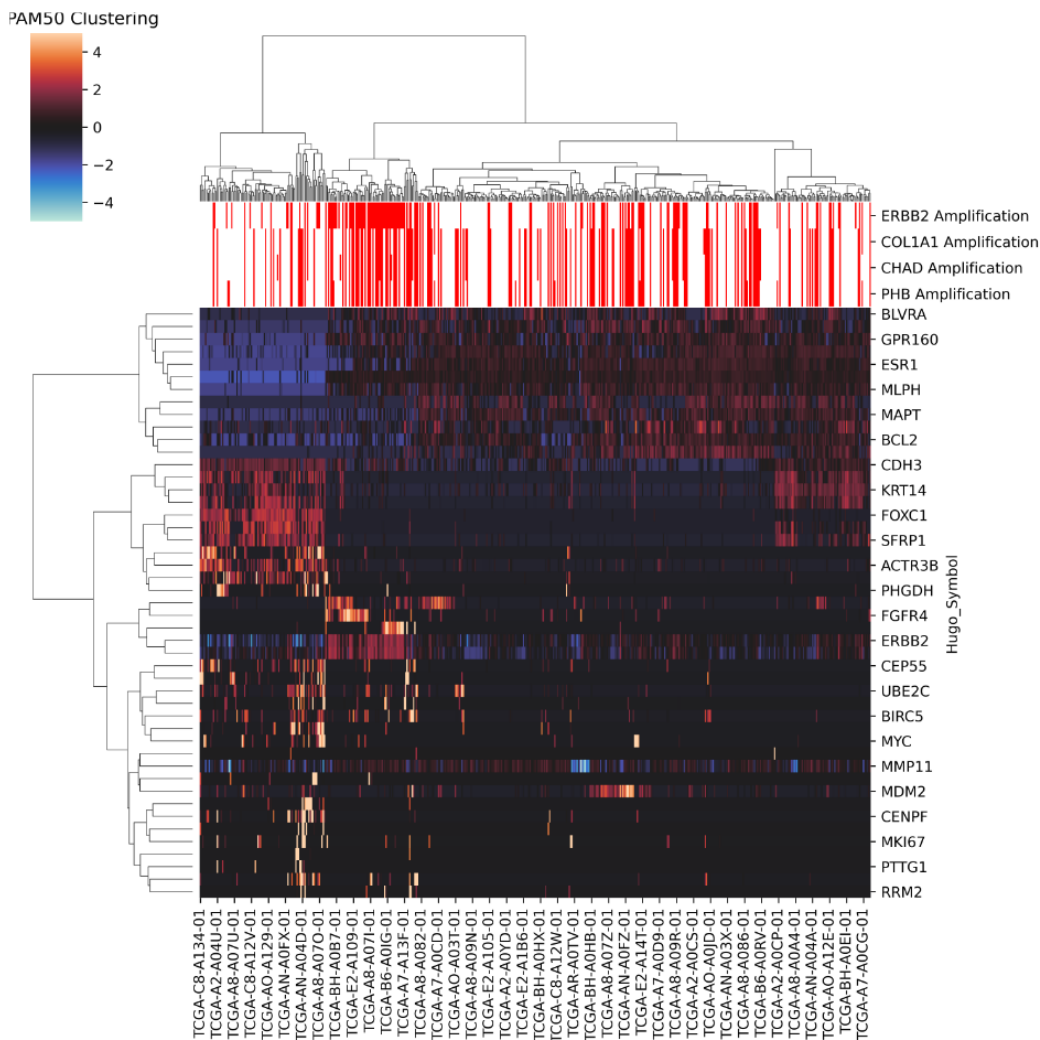 PAM50 Clustering
4
2
0
−2
−4
ERBB2 Amplification
COL1A1 Amplification
CHAD Amplification
PHB Amplification
BLVRA
GPR160
ESR1
MLPH
MAPT
BCL2
CDH3
KRT14
FOXC1
SFRP1
ACTR3B
PHGDH
FGFR4
ERBB2
CEP55
UBE2C
BIRC5
MYC
MMP11
MDM2
CENPF
MKI67
PTTG1
RRM2
Hugo_Symbol
TCGA-C8-A134-01
TCGA-A2-A04U-01
TCGA-A8-A07U-01
TCGA-C8-A12V-01
TCGA-AO-A129-01
TCGA-AN-A0FX-01
TCGA-AN-A04D-01
TCGA-A8-A07O-01
TCGA-BH-A0B7-01
TCGA-E2-A109-01
TCGA-A8-A07I-01
TCGA-B6-A0IG-01
TCGA-A7-A13F-01
TCGA-A8-A082-01
TCGA-A7-A0CD-01
TCGA-AO-A03T-01
TCGA-A8-A09N-01
TCGA-E2-A105-01
TCGA-A2-A0YD-01
TCGA-E2-A1B6-01
TCGA-BH-A0HX-01
TCGA-C8-A12W-01
TCGA-AR-A0TV-01
TCGA-BH-A0HB-01
TCGA-A8-A07Z-01
TCGA-AN-A0FZ-01
TCGA-E2-A14T-01
TCGA-A7-A0D9-01
TCGA-A8-A09R-01
TCGA-A2-A0CS-01
TCGA-AO-A0JD-01
TCGA-AN-A03X-01
TCGA-A8-A086-01
TCGA-B6-A0RV-01
TCGA-A2-A0CP-01
TCGA-A8-A0A4-01
TCGA-AN-A04A-01
TCGA-AO-A12E-01
TCGA-BH-A0EI-01
TCGA-A7-A0CG-01